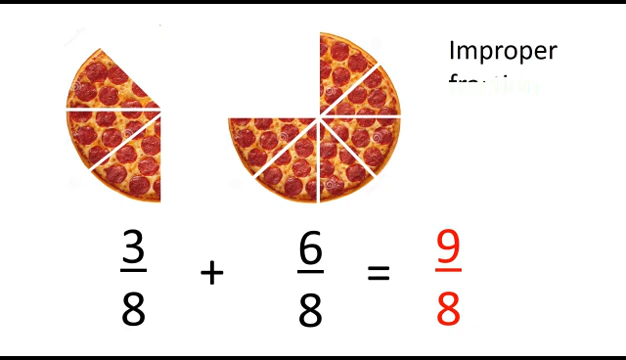 Improper
3/8 + 6/8 = 9/8